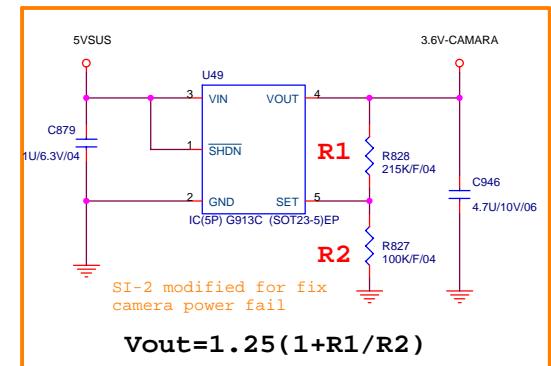 5VSUS
3.6V-CAMARA
U49
3
VIN
VOUT
4
C879
1U/6.3V/04
1
SHDN
R1
R828
215K/F/04
C946
4.7U/10V/06
2
GND
SET
5
IC(5P) G913C (SOT23-5)EP
R2
R827
100K/F/04
SI-2 modified for fix
camera power fail
Vout=1.25(1+R1/R2)